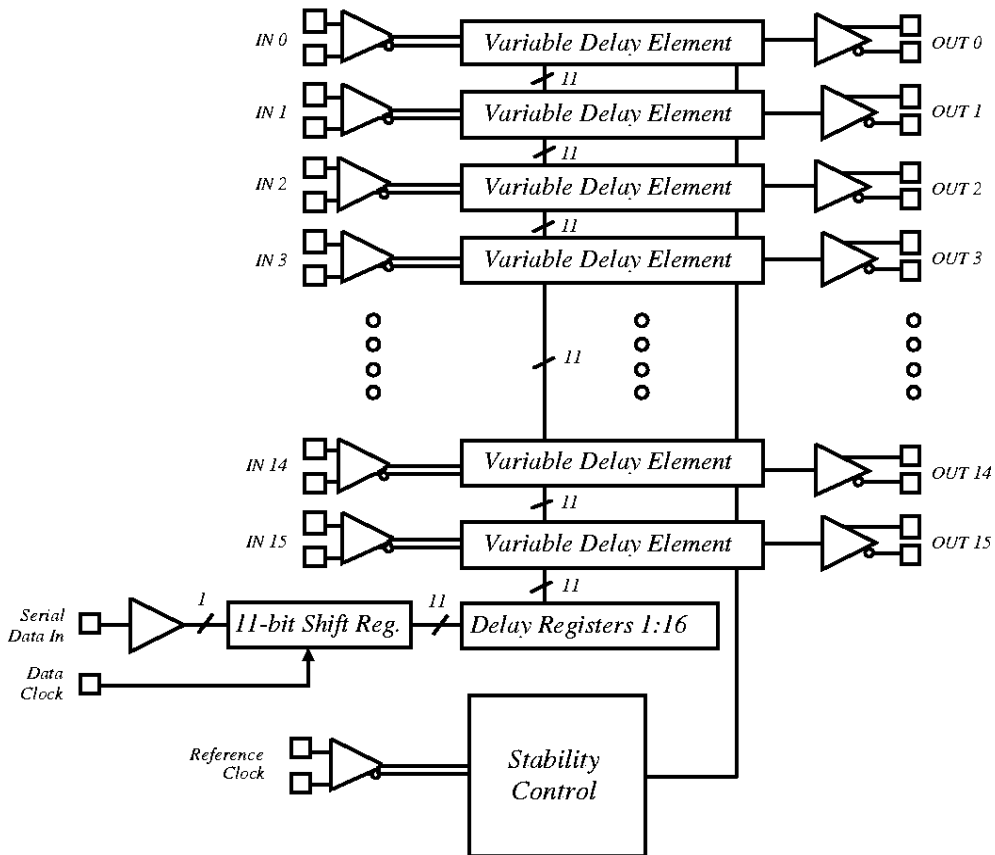 IN 0
Variable Delay Element
OUT 0
11
IN 1
Variable Delay Element
OUT 1
11
IN 2
Variable Delay Element
OUT 2
11
IN 3
Variable Delay Element
OUT 3
11
IN 14
Variable Delay Element
OUT 14
11
IN 15
Variable Delay Element
OUT 15
11
Serial
Data In
1
11-bit Shift Reg.
11
Delay Registers 1:16
Data
Clock
Reference
Clock
Stability
Control